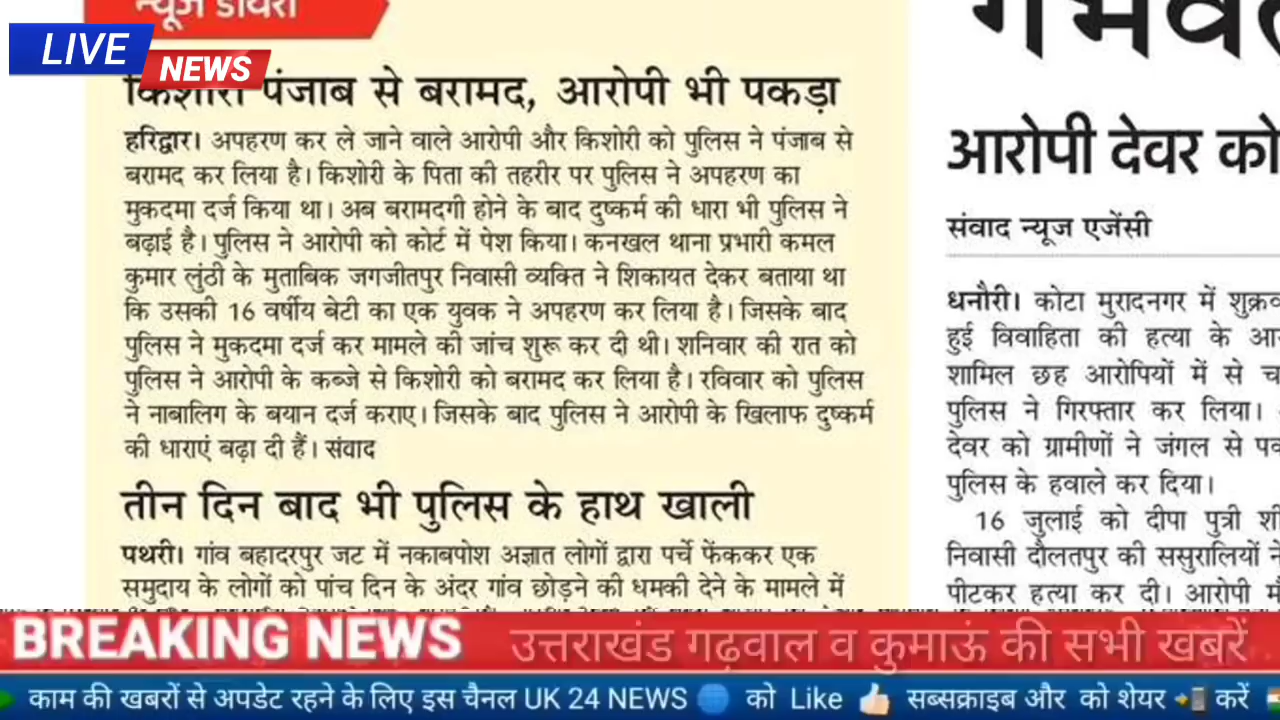 न्यूज डायरी
LIVE
NEWS
किशोरी पंजाब से बरामद, आरोपी भी पकड़ा
हरिद्वार। अपहरण कर ले जाने वाले आरोपी और किशोरी को पुलिस ने पंजाब से
बरामद कर लिया है। किशोरी के पिता की तहरीर पर पुलिस ने अपहरण का
मुकदमा दर्ज किया था। अब बरामदगी होने के बाद दुष्कर्म की धारा भी पुलिस ने
बढ़ाई है। पुलिस ने आरोपी को कोर्ट में पेश किया। कनखल थाना प्रभारी कमल
कुमार लुंठी के मुताबिक जगजीतपुर निवासी व्यक्ति ने शिकायत देकर बताया था
कि उसकी 16 वर्षीय बेटी का एक युवक ने अपहरण कर लिया है। जिसके बाद
पुलिस ने मुकदमा दर्ज कर मामले की जांच शुरू कर दी थी। शनिवार की रात को
पुलिस ने आरोपी के कब्जे से किशोरी को बरामद कर लिया है। रविवार को पुलिस
ने नाबालिग के बयान दर्ज कराए। जिसके बाद पुलिस ने आरोपी के खिलाफ दुष्कर्म
की धाराएं बढ़ा दी हैं। संवाद
तीन दिन बाद भी पुलिस के हाथ खाली
पथरी। गांव बहादरपुर जट में नकाबपोश अज्ञात लोगों द्वारा पर्चे फेंककर एक
समुदाय के लोगों को पांच दिन के अंदर गांव छोड़ने की धमकी देने के मामले में
आरोपी देवर को
संवाद न्यूज एजेंसी
धनौरी। कोटा मुरादनगर में
हुई विवाहिता की हत्या के
शामिल छह आरोपियों में से
पुलिस ने गिरफ्तार कर लिया।
देवर को ग्रामीणों ने जंगल से
पुलिस के हवाले कर दिया।
16 जुलाई को दीपा पुत्री
निवासी दौलतपुर की ससुरालियों ने
पीटकर हत्या कर दी। आरोपी
BREAKING NEWS उत्तराखंड गढ़वाल व कुमाऊं की सभी खबरें
काम की खबरों से अपडेट रहने के लिए इस चैनल UK 24 NEWS 🌐 को Like 👍 सब्सक्राइब और को शेयर 📲 करें